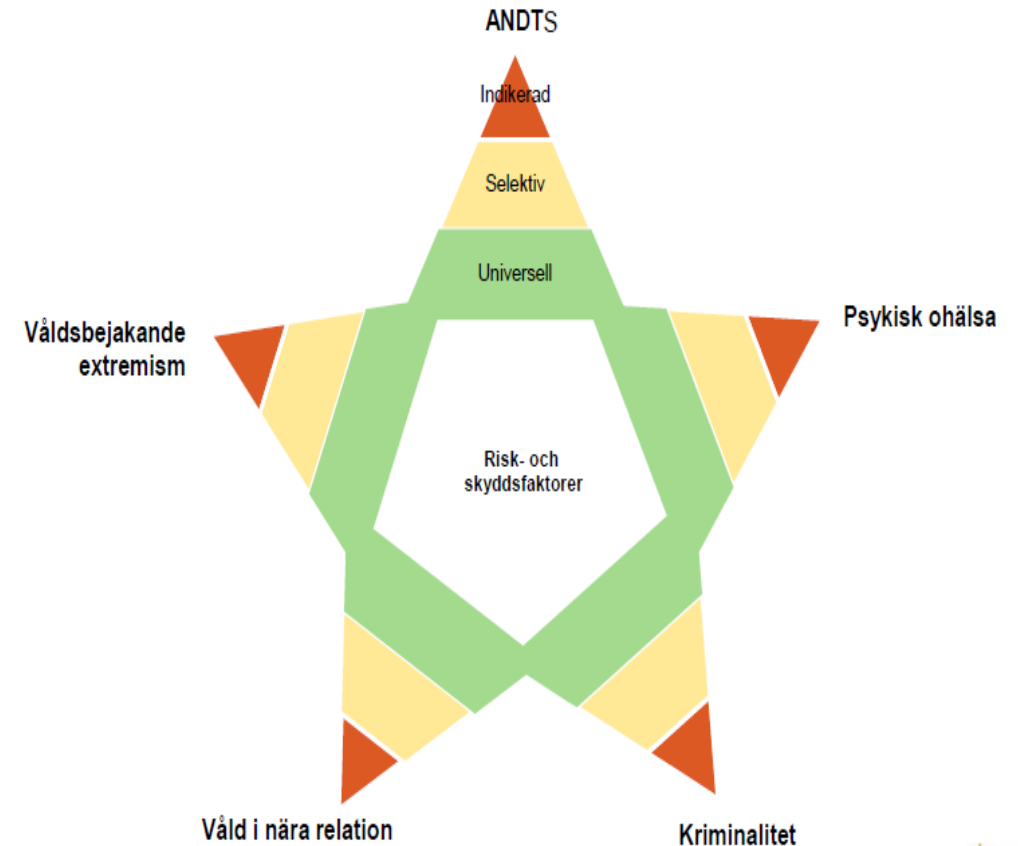 ANDTS
Indikerad
Selektiv
Universell
Våldsbejakande
extremism
Psykisk ohälsa
Risk- och
skyddsfaktorer
Våld i nära relation
Kriminalitet